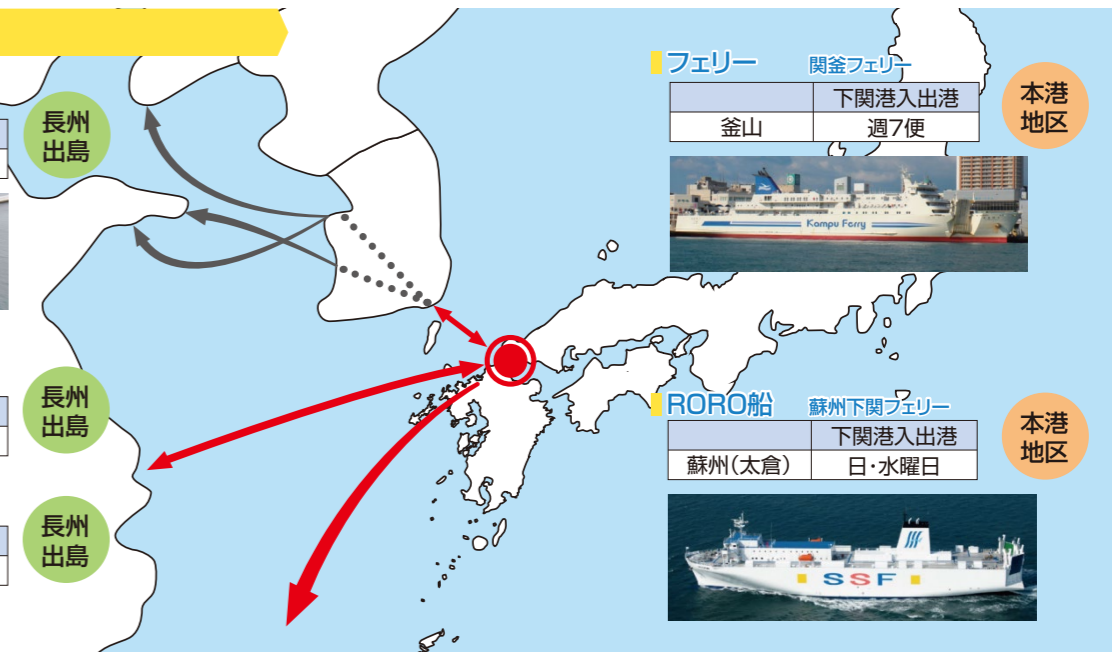 フェリー 関釜フェリー
下関港入出港
釜山 週7便
本港
地区
Kampu Ferry
長州
出島
RORO船 蘇州下関フェリー
下関港入出港
蘇州(太倉) 日・水曜日
本港
地区
SSF
長州
出島
長州
出島